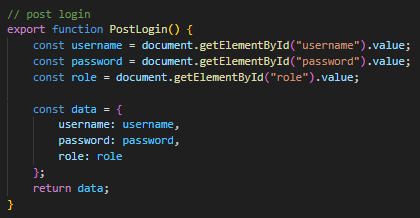 // post login
export function PostLogin() {
    const username = document.getElementById("username").value;
    const password = document.getElementById("password").value;
    const role = document.getElementById("role").value;

    const data = {
        username: username,
        password: password,
        role: role
    };
    return data;
}